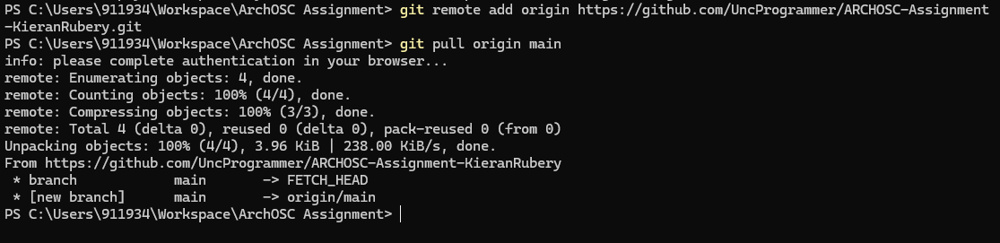 PS C:\Users\911934\Workspace\ArchOSC Assignment> git remote add origin https://github.com/UncProgrammer/ARCHOSC-Assignment
-KieranRubery.git
PS C:\Users\911934\Workspace\ArchOSC Assignment> git pull origin main
info: please complete authentication in your browser...
remote: Enumerating objects: 4, done.
remote: Counting objects: 100% (4/4), done.
remote: Compressing objects: 100% (3/3), done.
remote: Total 4 (delta 0), reused 0 (delta 0), pack-reused 0 (from 0)
Unpacking objects: 100% (4/4), 3.96 KiB | 238.00 KiB/s, done.
From https://github.com/UncProgrammer/ARCHOSC-Assignment-KieranRubery
 * branch            main       -> FETCH_HEAD
 * [new branch]      main       -> origin/main
PS C:\Users\911934\Workspace\ArchOSC Assignment>